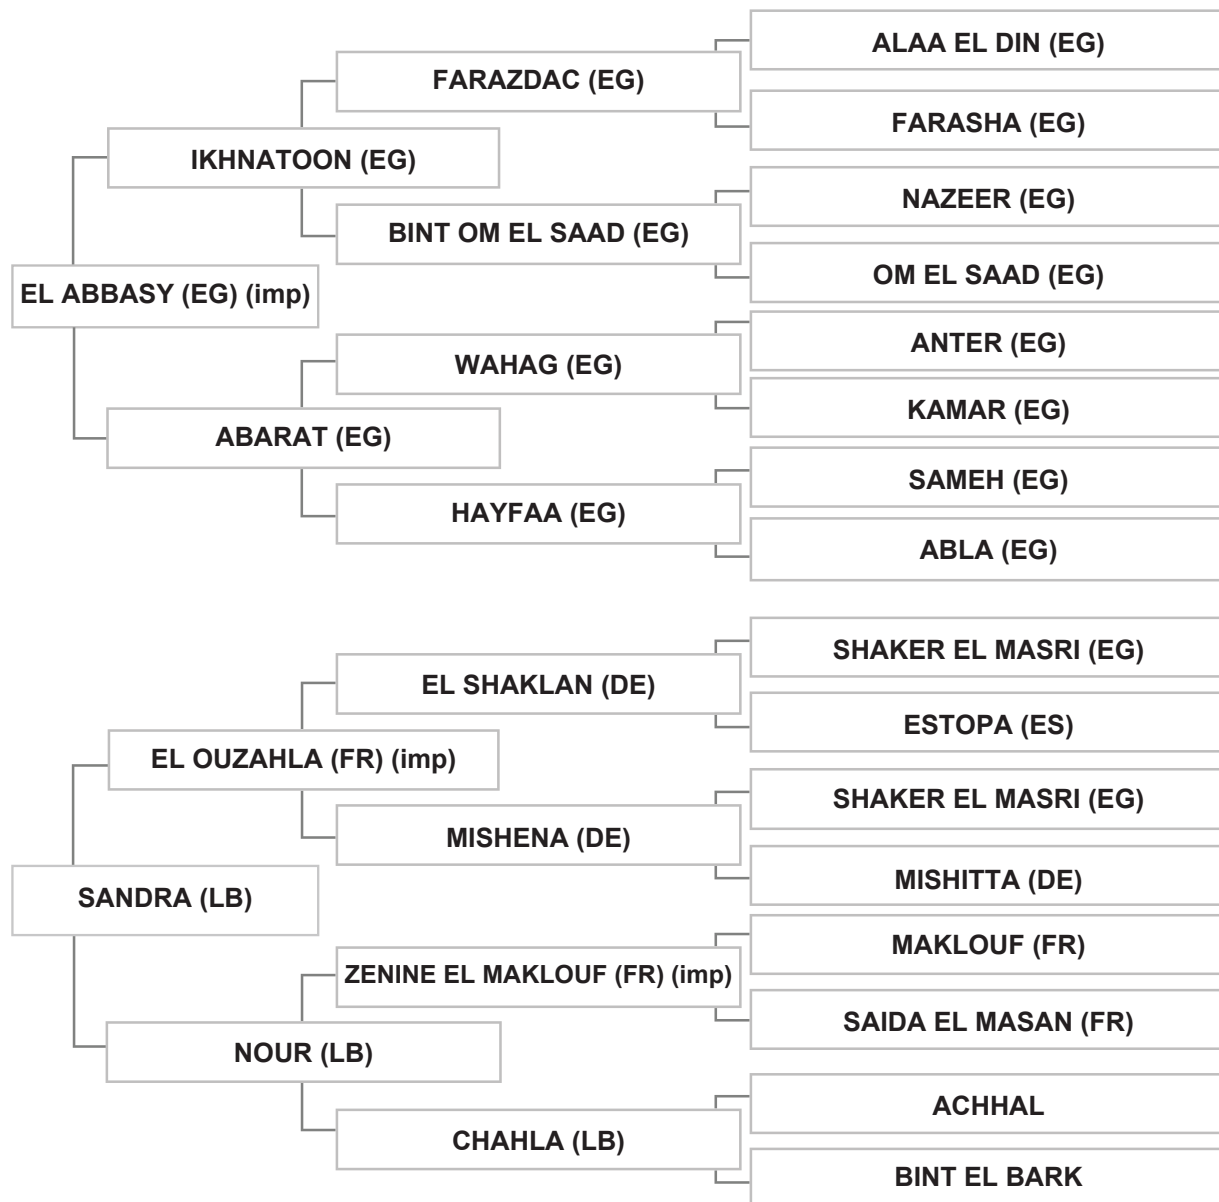 ALAA EL DIN (EG)
FARAZDAC (EG)
FARASHA (EG)
IKHNATOON (EG)
NAZEER (EG)
BINT OM EL SAAD (EG)
OM EL SAAD (EG)
EL ABBASY (EG) (imp)
ANTER (EG)
WAHAG (EG)
KAMAR (EG)
ABARAT (EG)
SAMEH (EG)
HAYFAA (EG)
ABLA (EG)
SHAKER EL MASRI (EG)
EL SHAKLAN (DE)
ESTOPA (ES)
EL OUZAHLA (FR) (imp)
SHAKER EL MASRI (EG)
MISHENA (DE)
MISHITTA (DE)
SANDRA (LB)
MAKLOUF (FR)
ZENINE EL MAKLOUF (FR) (imp)
SAIDA EL MASAN (FR)
NOUR (LB)
ACHHAL
CHAHLA (LB)
BINT EL BARK